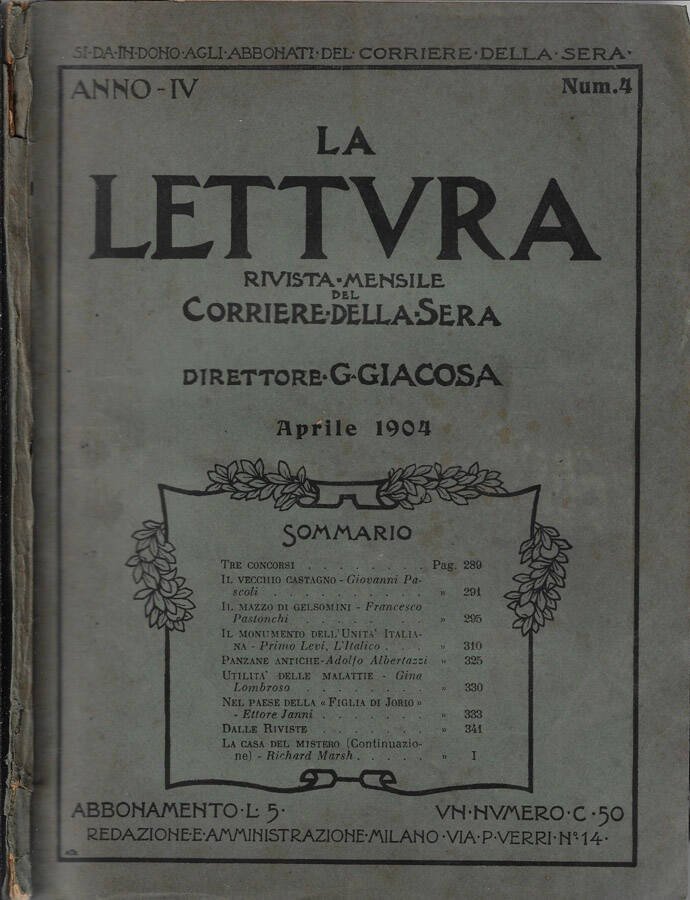 SI·DA·IN·DONO·AGLI·ABBONATI·DEL·CORRIERE·DELLA·SERA·
ANNO-IV
Num.4
LA
LETTVRA
RIVISTA·MENSILE
DEL
CORRIERE·DELLA·SERA
DIRETTORE·G·GIACOSA
Aprile 1904
SOMMARIO
TRE CONCORSI . . . . . . . . Pag. 289
IL VECCHIO CASTAGNO - Giovanni Pa-
scoli . . . . . . . . . . » 291
IL MAZZO DI GELSOMINI - Francesco
Pastonchi . . . . . . . . » 295
IL MONUMENTO DELL'UNITA' ITALIA-
NA - Primo Levi, L'Italico . . . » 310
PANZANE ANTICHE - Adolfo Albertazzi » 325
UTILITA' DELLE MALATTIE - Gina
Lombroso . . . . . . . . » 330
NEL PAESE DELLA « FIGLIA DI JORIO »
- Ettore Janni . . . . . . . » 333
DALLE RIVISTE . . . . . . . » 341
LA CASA DEL MISTERO (Continuazio-
ne) - Richard Marsh . . . . . » I
ABBONAMENTO·L·5·
VN·NVMERO·C·50
REDAZIONE·E·AMMINISTRAZIONE·MILANO·VIA·P·VERRI·Nº·14·